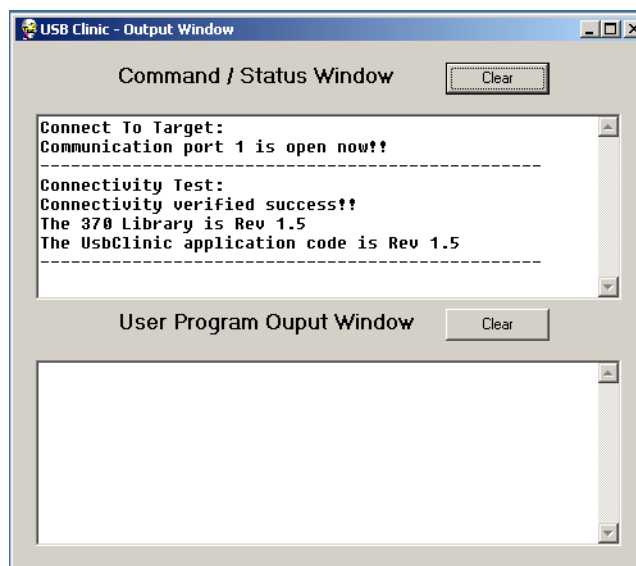 USB Clinic - Output Window
Command / Status Window
Clear
Connect To Target:
Communication port 1 is open now!!
--------------------------------------------------
Connectivity Test:
Connectivity verified success!!
The 370 Library is Rev 1.5
The UsbClinic application code is Rev 1.5
--------------------------------------------------
User Program Ouput Window
Clear